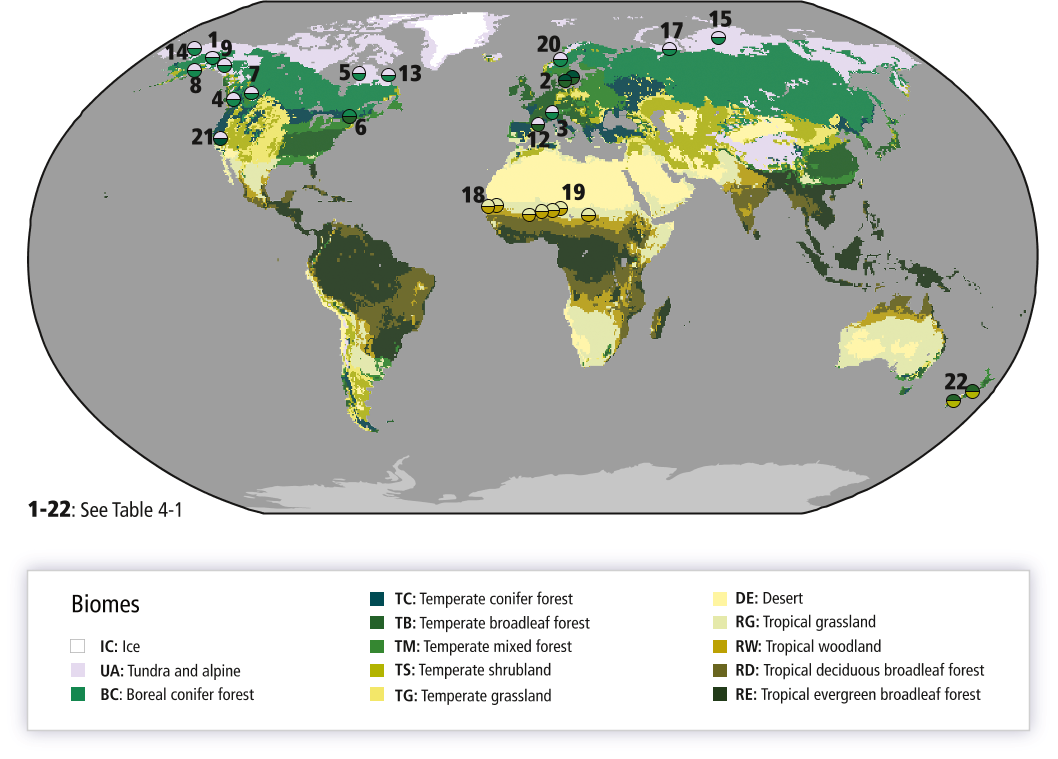 15
17
1
20
14
9
7
5
13
8
2
4
6
21
3
12
18
19
22
1-22: See Table 4-1
Biomes
IC: Ice
UA: Tundra and alpine
BC: Boreal conifer forest
TC: Temperate conifer forest
TB: Temperate broadleaf forest
TM: Temperate mixed forest
TS: Temperate shrubland
TG: Temperate grassland
DE: Desert
RG: Tropical grassland
RW: Tropical woodland
RD: Tropical deciduous broadleaf forest
RE: Tropical evergreen broadleaf forest